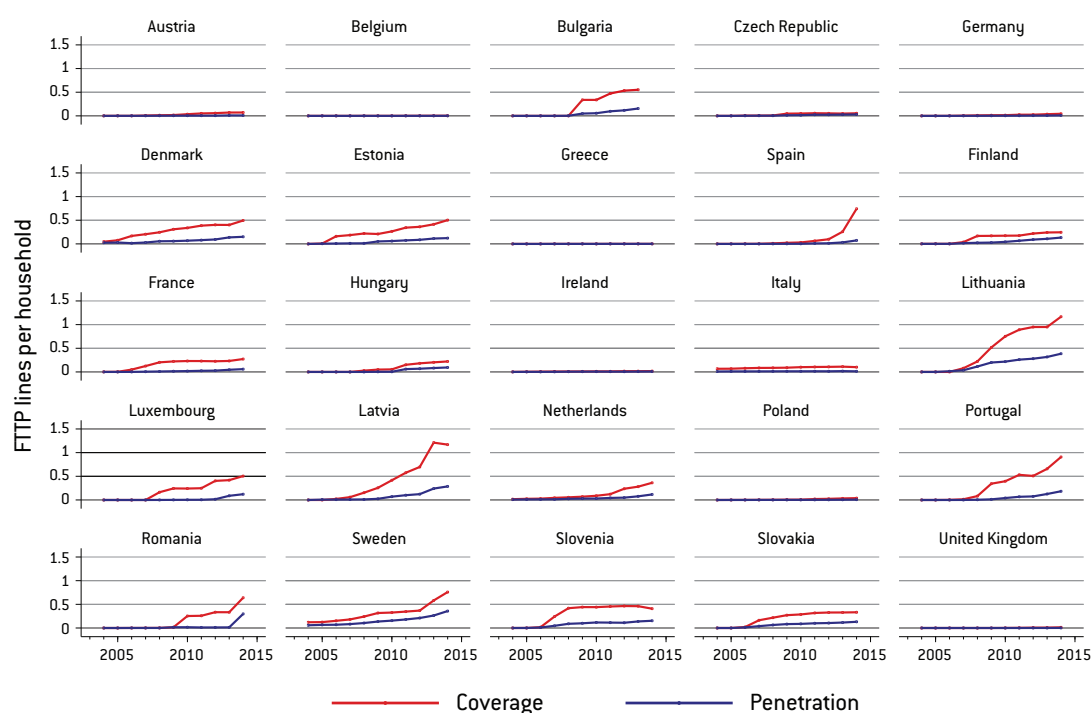 Austria Belgium Bulgaria Czech Republic Germany
1.5
1
0.5
0
Denmark Estonia Greece Spain Finland
1.5
1
0.5
0
France Hungary Ireland Italy Lithuania
1.5
1
0.5
0
Luxembourg Latvia Netherlands Poland Portugal
1.5
1
0.5
0
Romania Sweden Slovenia Slovakia United Kingdom
1.5
1
0.5
0
2005 2010 2015 2005 2010 2015 2005 2010 2015 2005 2010 2015 2005 2010 2015
FTTP lines per household
Coverage Penetration